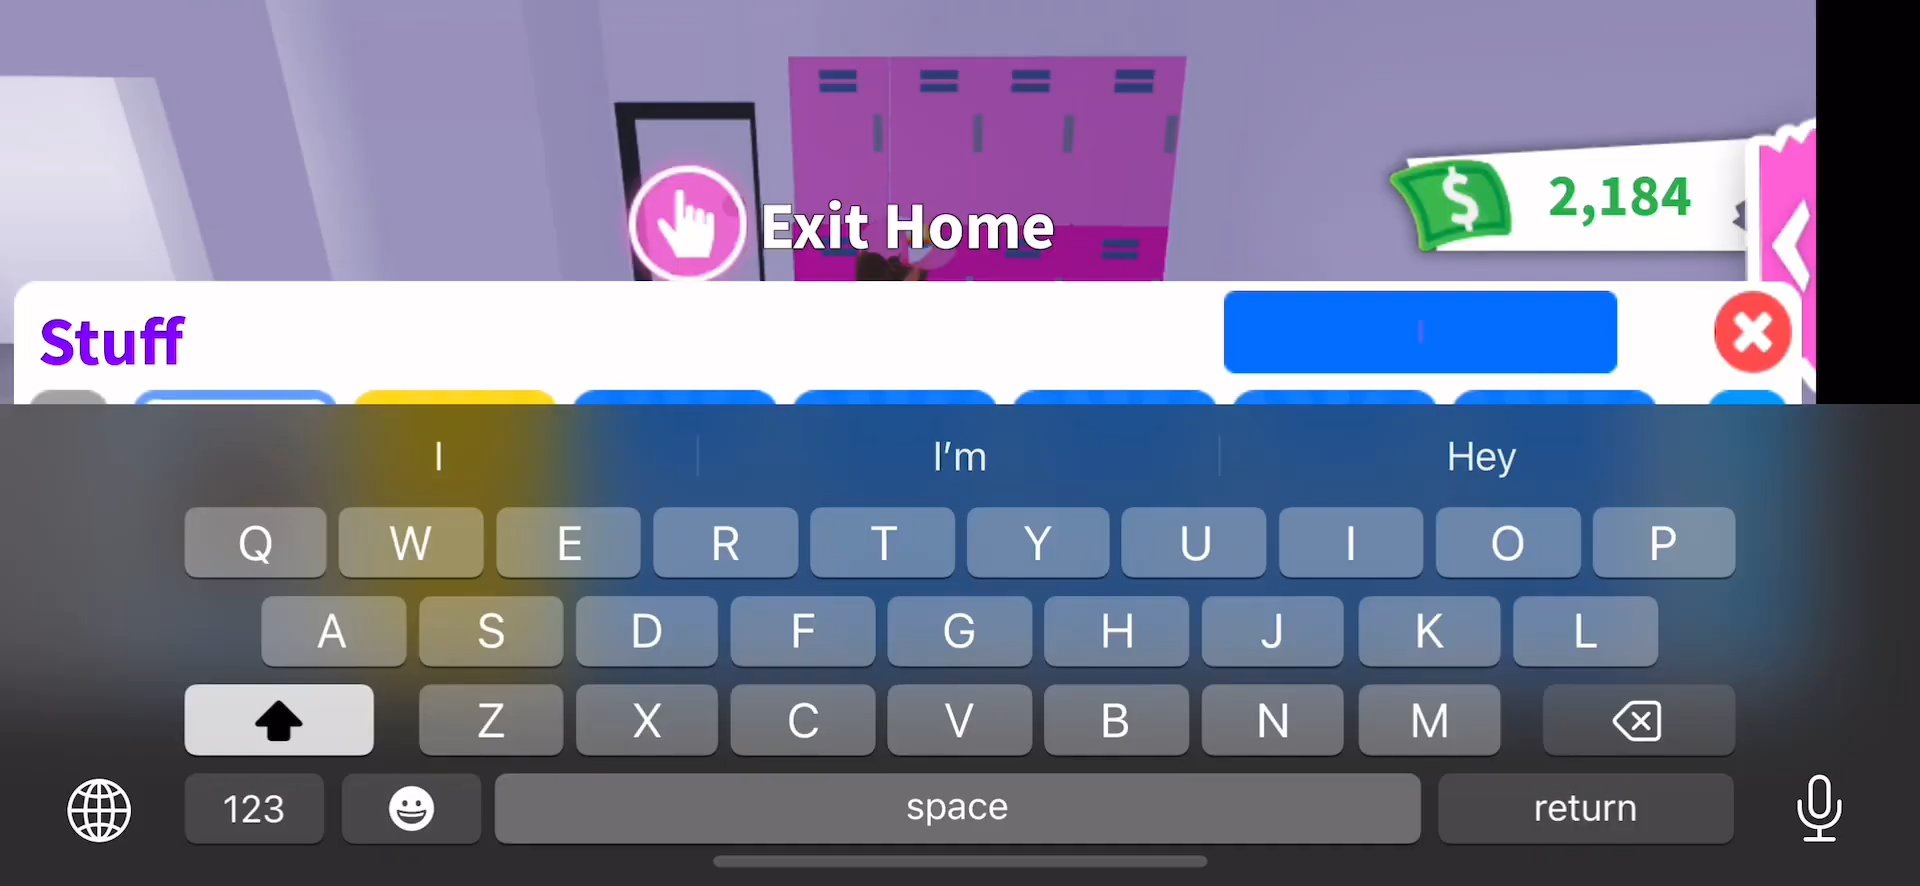 2,184
Exit Home
Stuff
I I’m Hey
Q W E R T Y U I O P
A S D F G H J K L
Z X C V B N M
123 space return